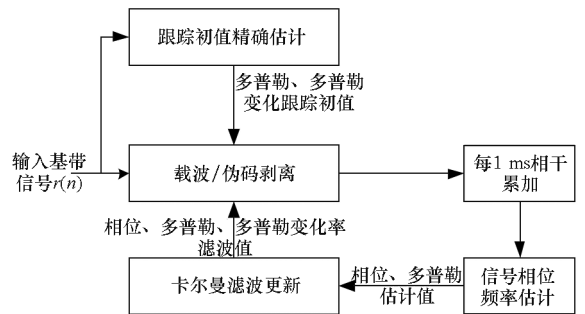 跟踪初值精确估计
多普勒、多普勒
变化跟踪初值
输入基带
信号r(n)
载波/伪码剥离
每1 ms相干
累加
相位、多普勒、多普勒变化率
滤波值
卡尔曼滤波更新
相位、多普勒
估计值
信号相位
频率估计